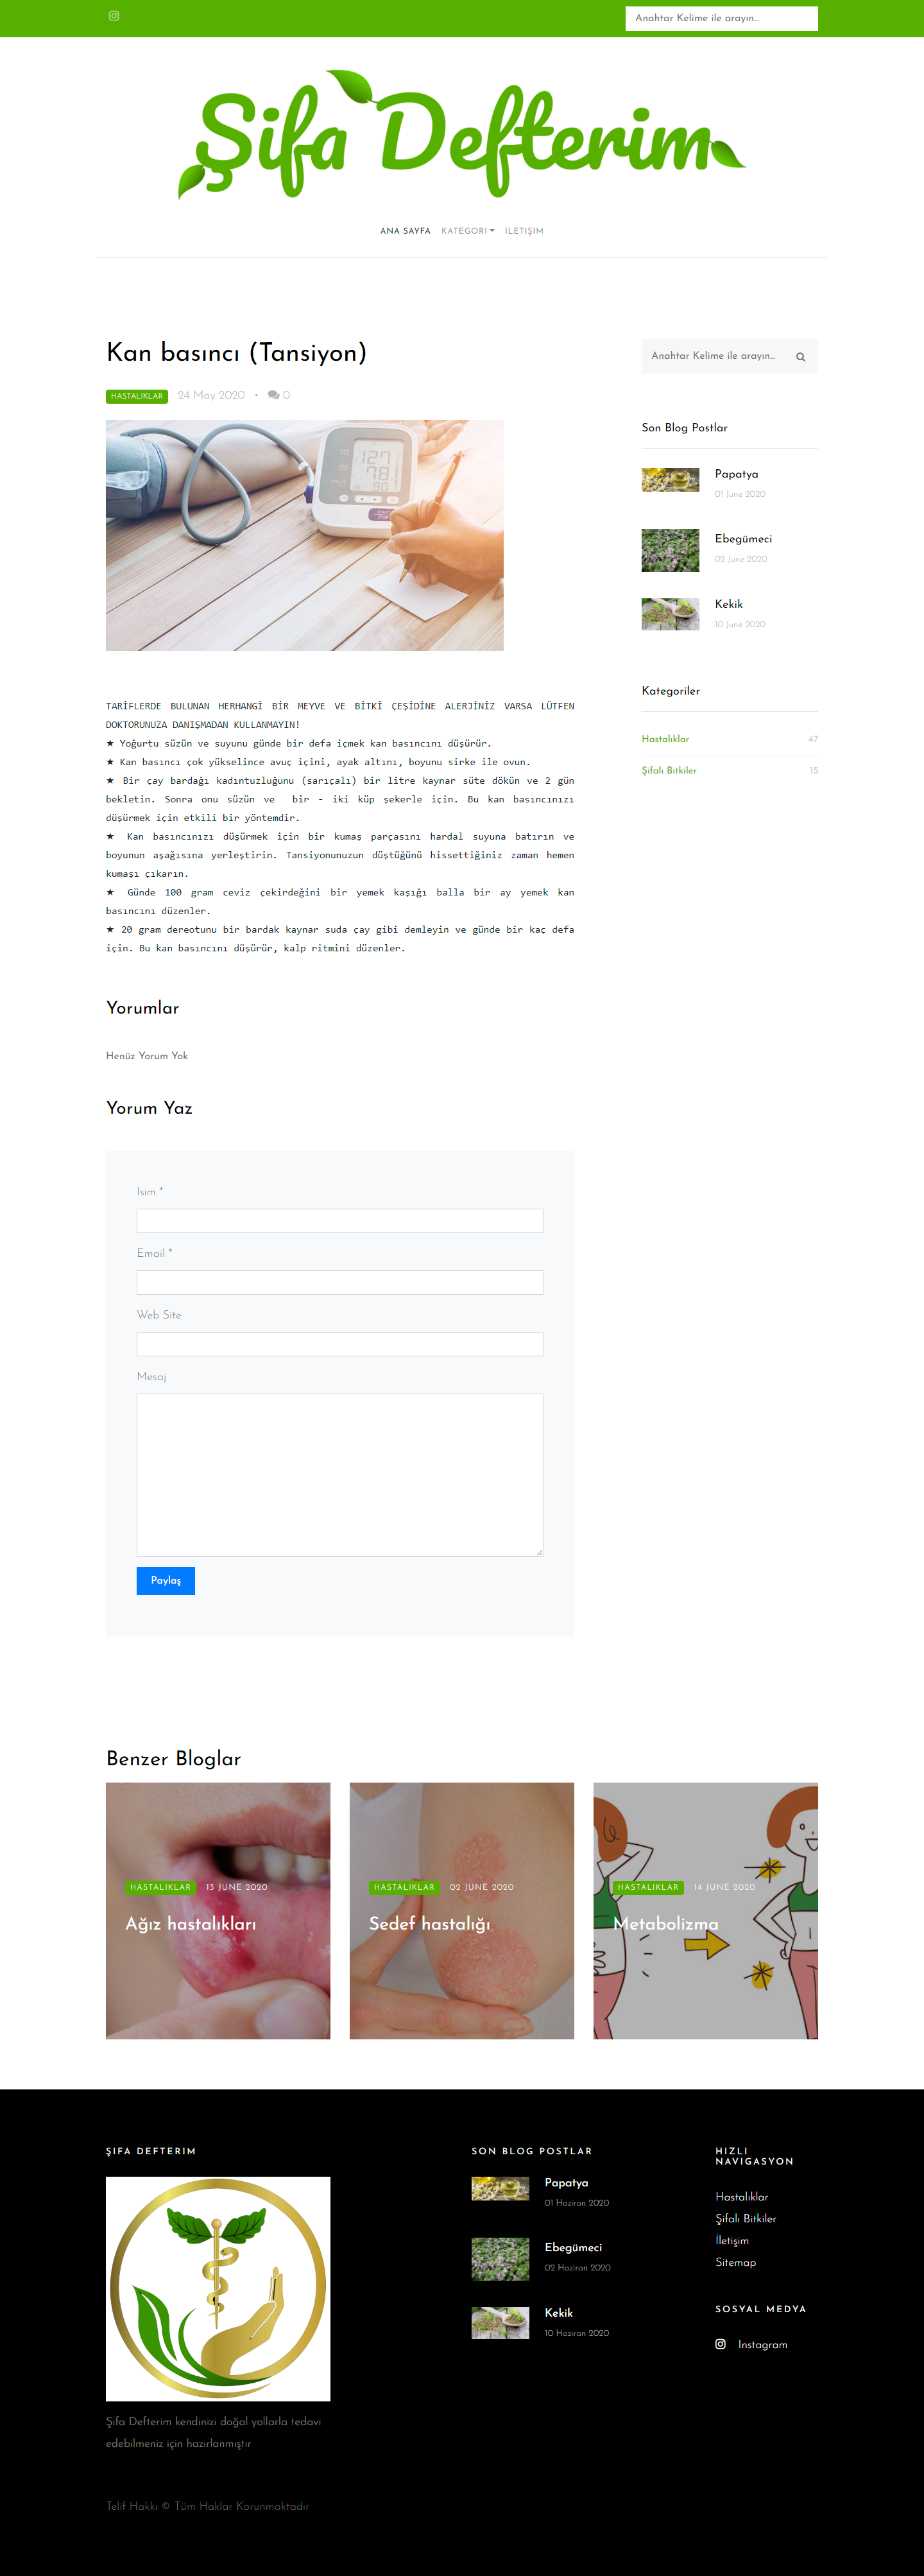 Anahtar Kelime ile arayın...
Şifa Defterim
ANA SAYFA KATEGORI İLETIŞIM
Kan basıncı (Tansiyon)
HASTALIKLAR 24 May 2020 • 0
127
78
START
STOP
TARİFLERDE BULUNAN HERHANGİ BİR MEYVE VE BİTKİ ÇEŞİDİNE ALERJİNİZ VARSA LÜTFEN
DOKTORUNUZA DANIŞMADAN KULLANMAYIN!
★ Yoğurtu süzün ve suyunu günde bir defa içmek kan basıncını düşürür.
★ Kan basıncı çok yükselince avuç içini, ayak altını, boyunu sirke ile ovun.
★ Bir çay bardağı kadıntuzluğunu (sarıçalı) bir litre kaynar süte dökün ve 2 gün
bekletin. Sonra onu süzün ve bir - iki küp şekerle için. Bu kan basıncınızı
düşürmek için etkili bir yöntemdir.
★ Kan basıncınızı düşürmek için bir kumaş parçasını hardal suyuna batırın ve
boyunun aşağısına yerleştirin. Tansiyonunuzun düştüğünü hissettiğiniz zaman hemen
kumaşı çıkarın.
★ Günde 100 gram ceviz çekirdeğini bir yemek kaşığı balla bir ay yemek kan
basıncını düzenler.
★ 20 gram dereotunu bir bardak kaynar suda çay gibi demleyin ve günde bir kaç defa
için. Bu kan basıncını düşürür, kalp ritmini düzenler.
Yorumlar
Henüz Yorum Yok
Yorum Yaz
Isim *
Email *
Web Site
Mesaj
Paylaş
Anahtar Kelime ile arayın...
Son Blog Postlar
Papatya
01 June 2020
Ebegümeci
02 June 2020
Kekik
10 June 2020
Kategoriler
Hastalıklar 47
Şifalı Bitkiler 15
Benzer Bloglar
HASTALIKLAR 13 JUNE 2020
Ağız hastalıkları
HASTALIKLAR 02 JUNE 2020
Sedef hastalığı
HASTALIKLAR 14 JUNE 2020
Metabolizma
ŞIFA DEFTERIM
Şifa Defterim kendinizi doğal yollarla tedavi
edebilmeniz için hazırlanmıştır
SON BLOG POSTLAR
Papatya
01 Haziran 2020
Ebegümeci
02 Haziran 2020
Kekik
10 Haziran 2020
HIZLI
NAVIGASYON
Hastalıklar
Şifalı Bitkiler
İletişim
Sitemap
SOSYAL MEDYA
Instagram
Telif Hakkı © Tüm Haklar Korunmaktadır